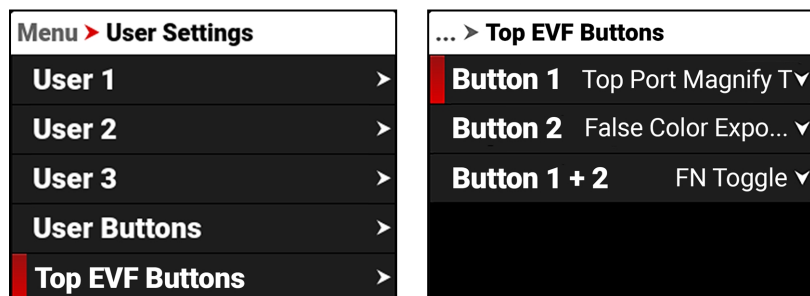 Menu > User Settings
User 1
User 2
User 3
User Buttons
Top EVF Buttons
... > Top EVF Buttons
Button 1 Top Port Magnify T
Button 2 False Color Expo...
Button 1 + 2 FN Toggle